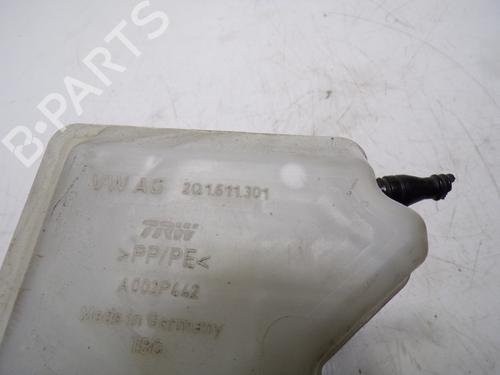 B-PARTS
VW AG 2Q1.611.301
TRW
>PP/PE<
A002P442
Made in Germany